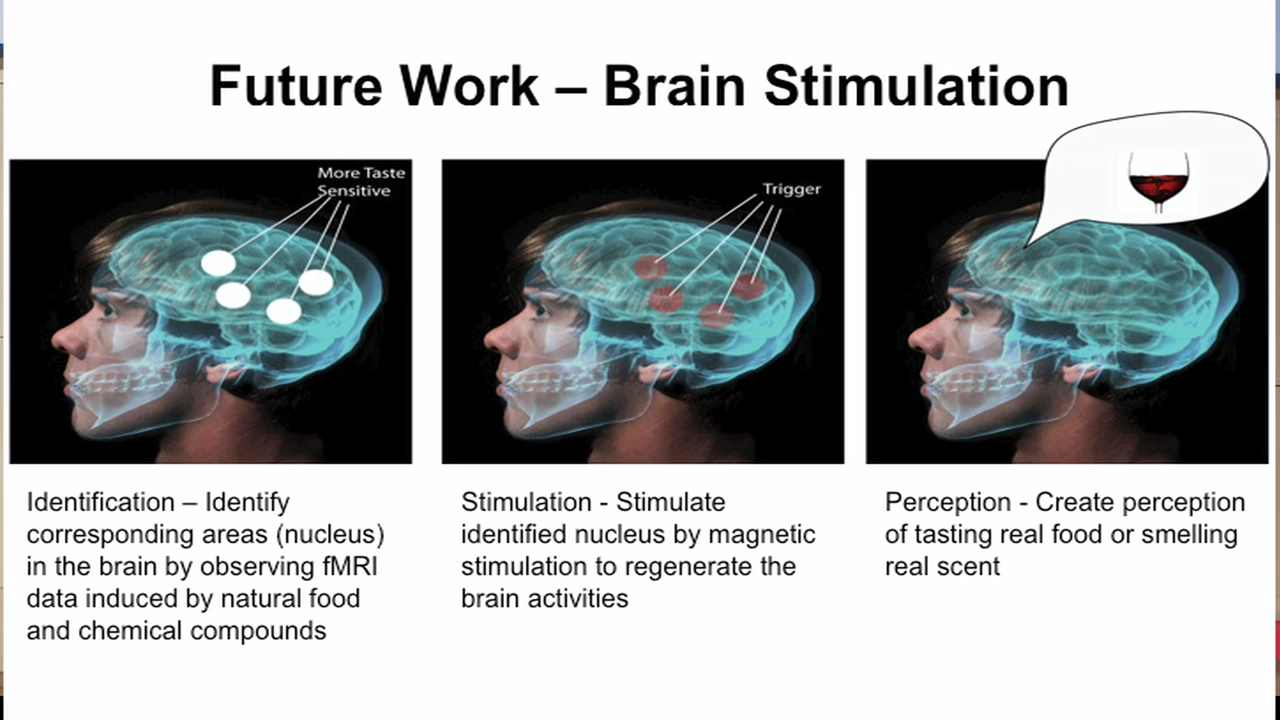 Future Work – Brain Stimulation
More Taste
Sensitive
Trigger
Identification – Identify
corresponding areas (nucleus)
in the brain by observing fMRI
data induced by natural food
and chemical compounds
Stimulation - Stimulate
identified nucleus by magnetic
stimulation to regenerate the
brain activities
Perception - Create perception
of tasting real food or smelling
real scent